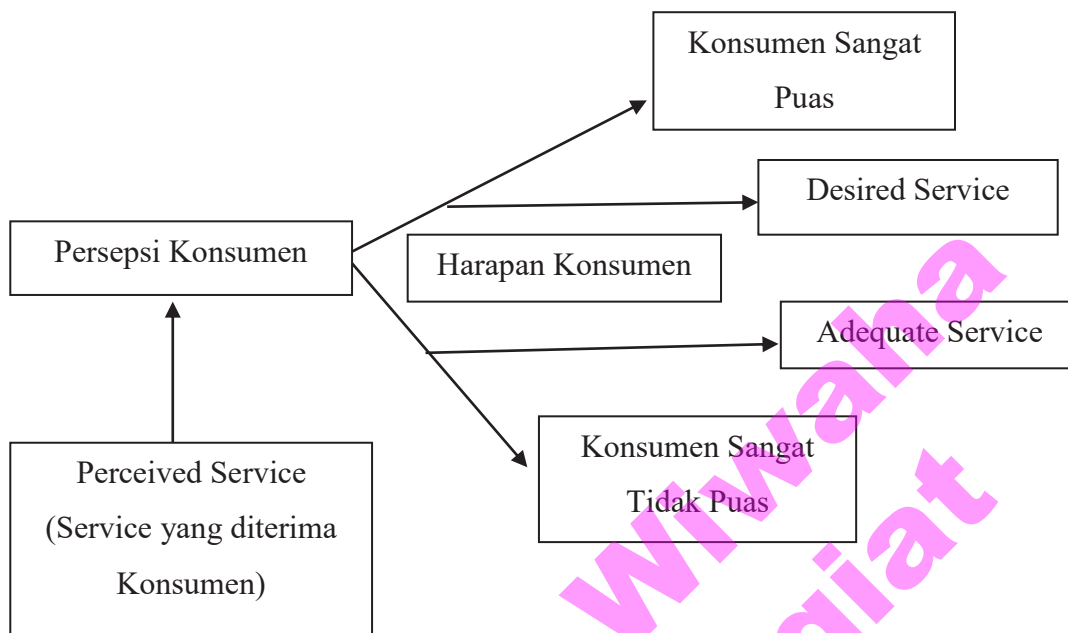 Konsumen Sangat
Puas
Desired Service
Persepsi Konsumen
Harapan Konsumen
Adequate Service
Konsumen Sangat
Tidak Puas
Perceived Service
(Service yang diterima
Konsumen)
Wiwaha
giat